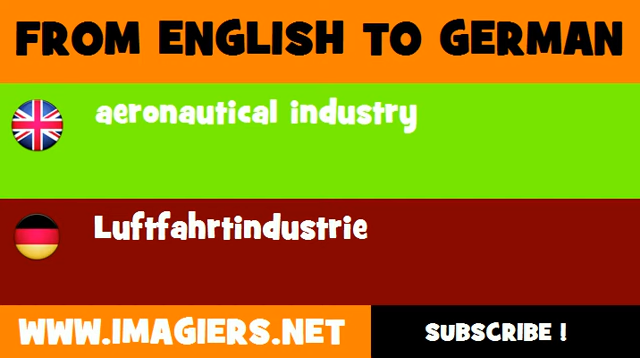 FROM ENGLISH TO GERMAN
aeronautical industry
Luftfahrtindustrie
WWW.IMAGIERS.NET
SUBSCRIBE !